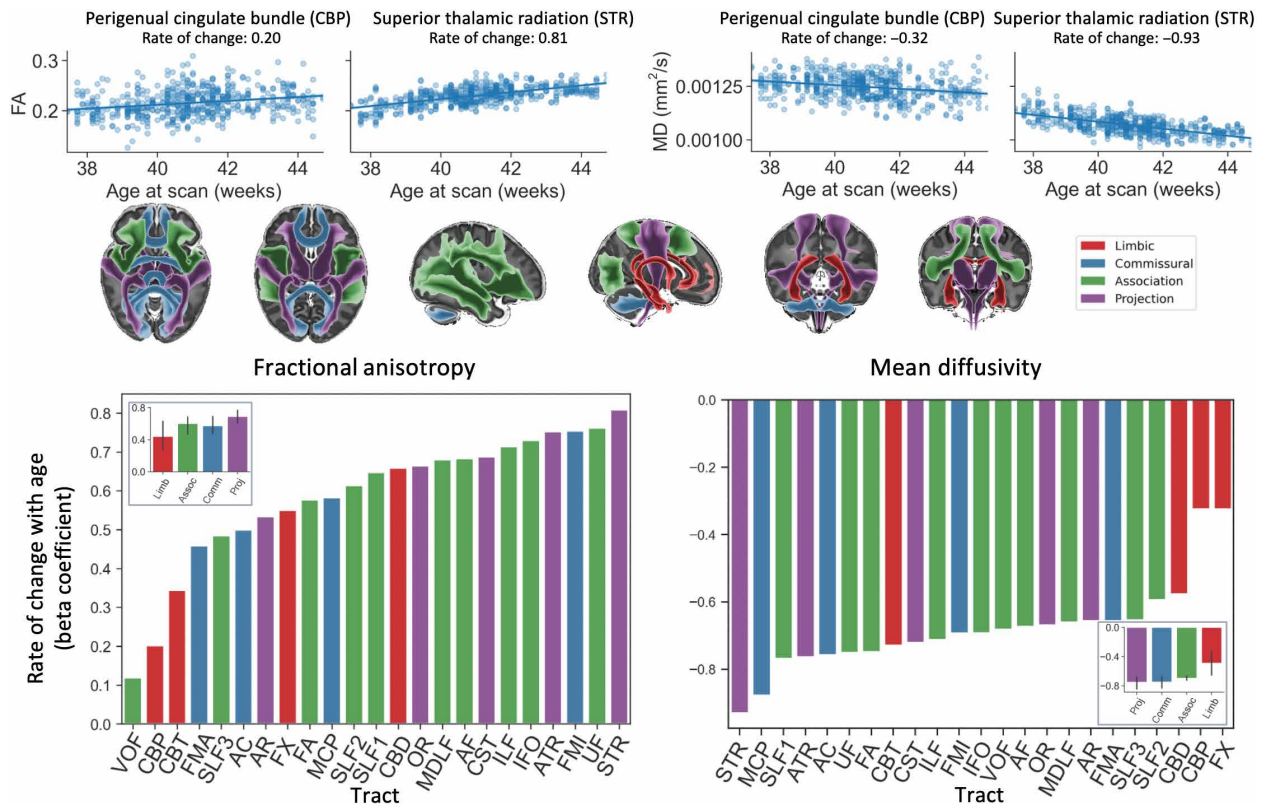 Perigenual cingulate bundle (CBP)
Rate of change: 0.20
Superior thalamic radiation (STR)
Rate of change: 0.81
Perigenual cingulate bundle (CBP)
Rate of change: −0.32
Superior thalamic radiation (STR)
Rate of change: −0.93
FA
0.3
0.2
38 40 42 44
Age at scan (weeks)
38 40 42 44
Age at scan (weeks)
MD (mm²/s)
0.00125
0.00100
38 40 42 44
Age at scan (weeks)
38 40 42 44
Age at scan (weeks)
Limbic
Commissural
Association
Projection
Fractional anisotropy
Rate of change with age
(beta coefficient)
0.8
0.7
0.6
0.5
0.4
0.3
0.2
0.1
0.0
0.8
0.4
0.0
Limb Assoc Comm Proj
VOF CBP CBT FMA SLF3 AC AR FX FA MCP SLF2 SLF1 CBD OR MDLF AF CST ILF IFO ATR FMI UF STR
Tract
Mean diffusivity
0.0
−0.2
−0.4
−0.6
−0.8
0.0
−0.4
−0.8
Proj Comm Assoc Limb
STR MCP SLF1 ATR AC UF FA CBT CST ILF FMI IFO VOF AF OR MDLF AR FMA SLF3 SLF2 CBD CBP FX
Tract